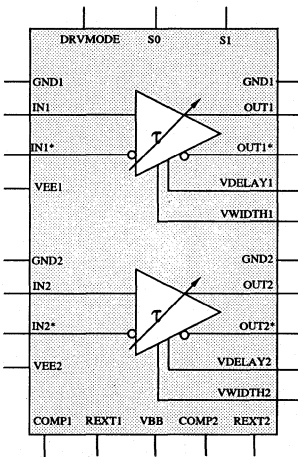 DRVMODE S0 S1
GND1 GND1
IN1 OUT1
τ
IN1* OUT1*
VEE1 VDELAY1
VWIDTH1
GND2 GND2
IN2 OUT2
τ
IN2* OUT2*
VEE2 VDELAY2
VWIDTH2
COMP1 REXT1 VBB COMP2 REXT2